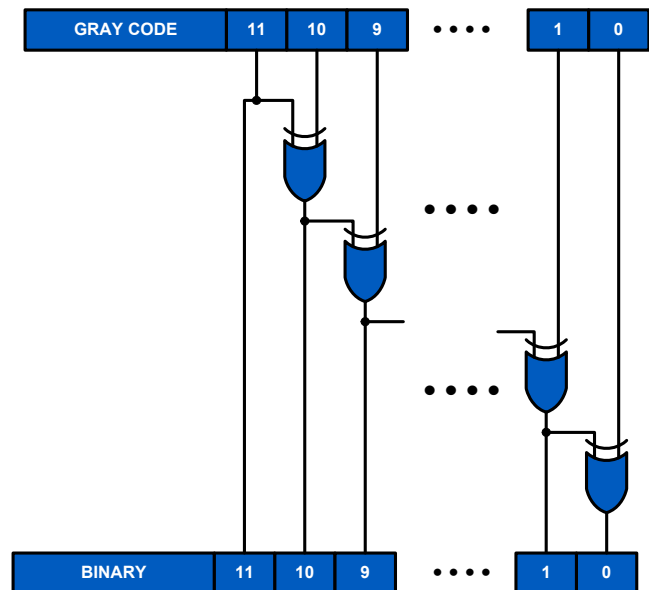 GRAY CODE 11 10 9 •••• 1 0
BINARY 11 10 9 •••• 1 0